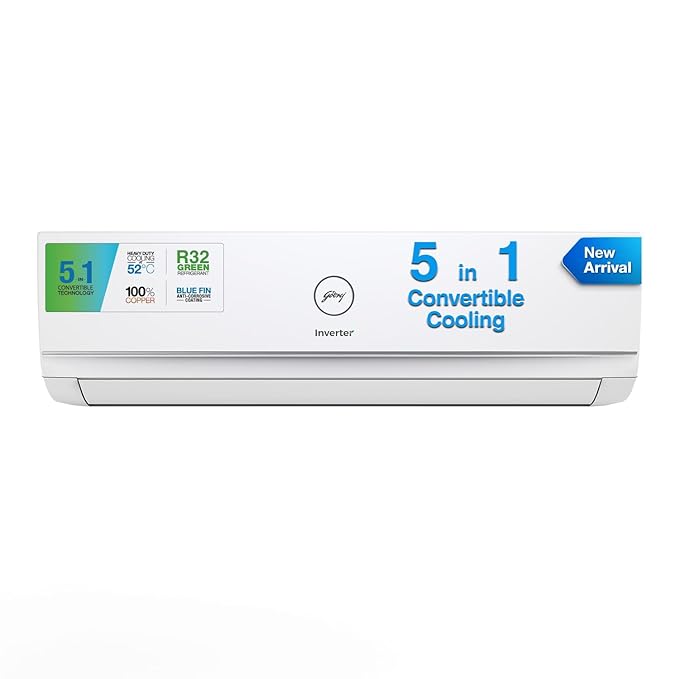 5 IN 1
CONVERTIBLE
TECHNOLOGY
HEAVY DUTY
COOLING
52°C
100%
COPPER
R32
GREEN
REFRIGERANT
BLUE FIN
ANTI-CORROSIVE
COATING
Godrej
Inverter
5 in 1
Convertible
Cooling
New
Arrival